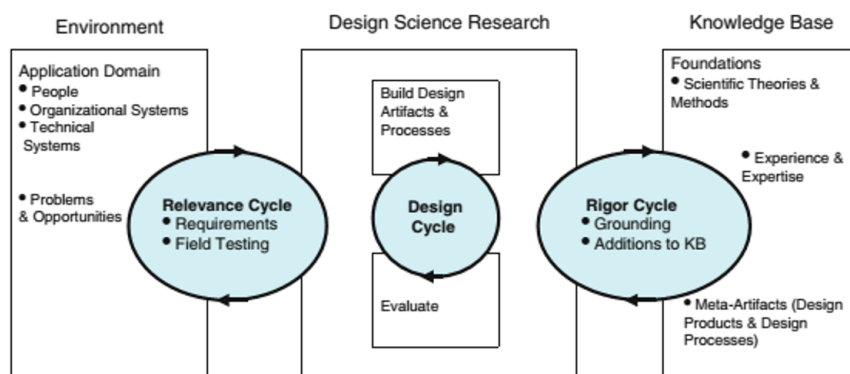 Environment
Design Science Research
Knowledge Base
Application Domain
• People
• Organizational Systems
• Technical
Systems
• Problems
& Opportunities
Relevance Cycle
• Requirements
• Field Testing
Build Design
Artifacts &
Processes
Design
Cycle
Evaluate
Rigor Cycle
• Grounding
• Additions to KB
Foundations
• Scientific Theories &
Methods
• Experience &
Expertise
• Meta-Artifacts (Design
Products & Design
Processes)